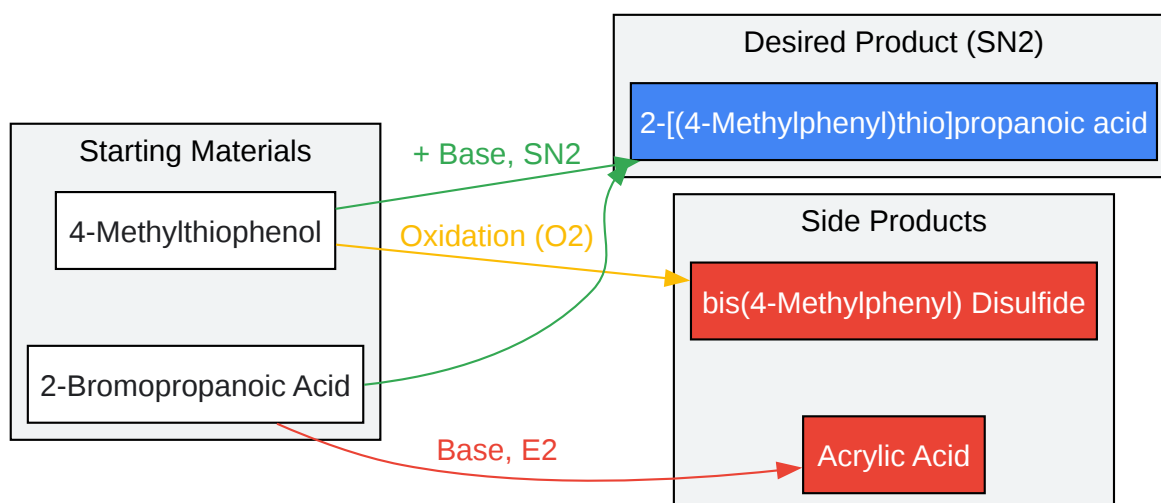 Desired Product (SN2)
2-[(4-Methylphenyl)thio]propanoic acid
Starting Materials
+ Base, SN2
4-Methylthiophenol
Oxidation (O2)
Side Products
bis(4-Methylphenyl) Disulfide
2-Bromopropanoic Acid
Base, E2
Acrylic Acid